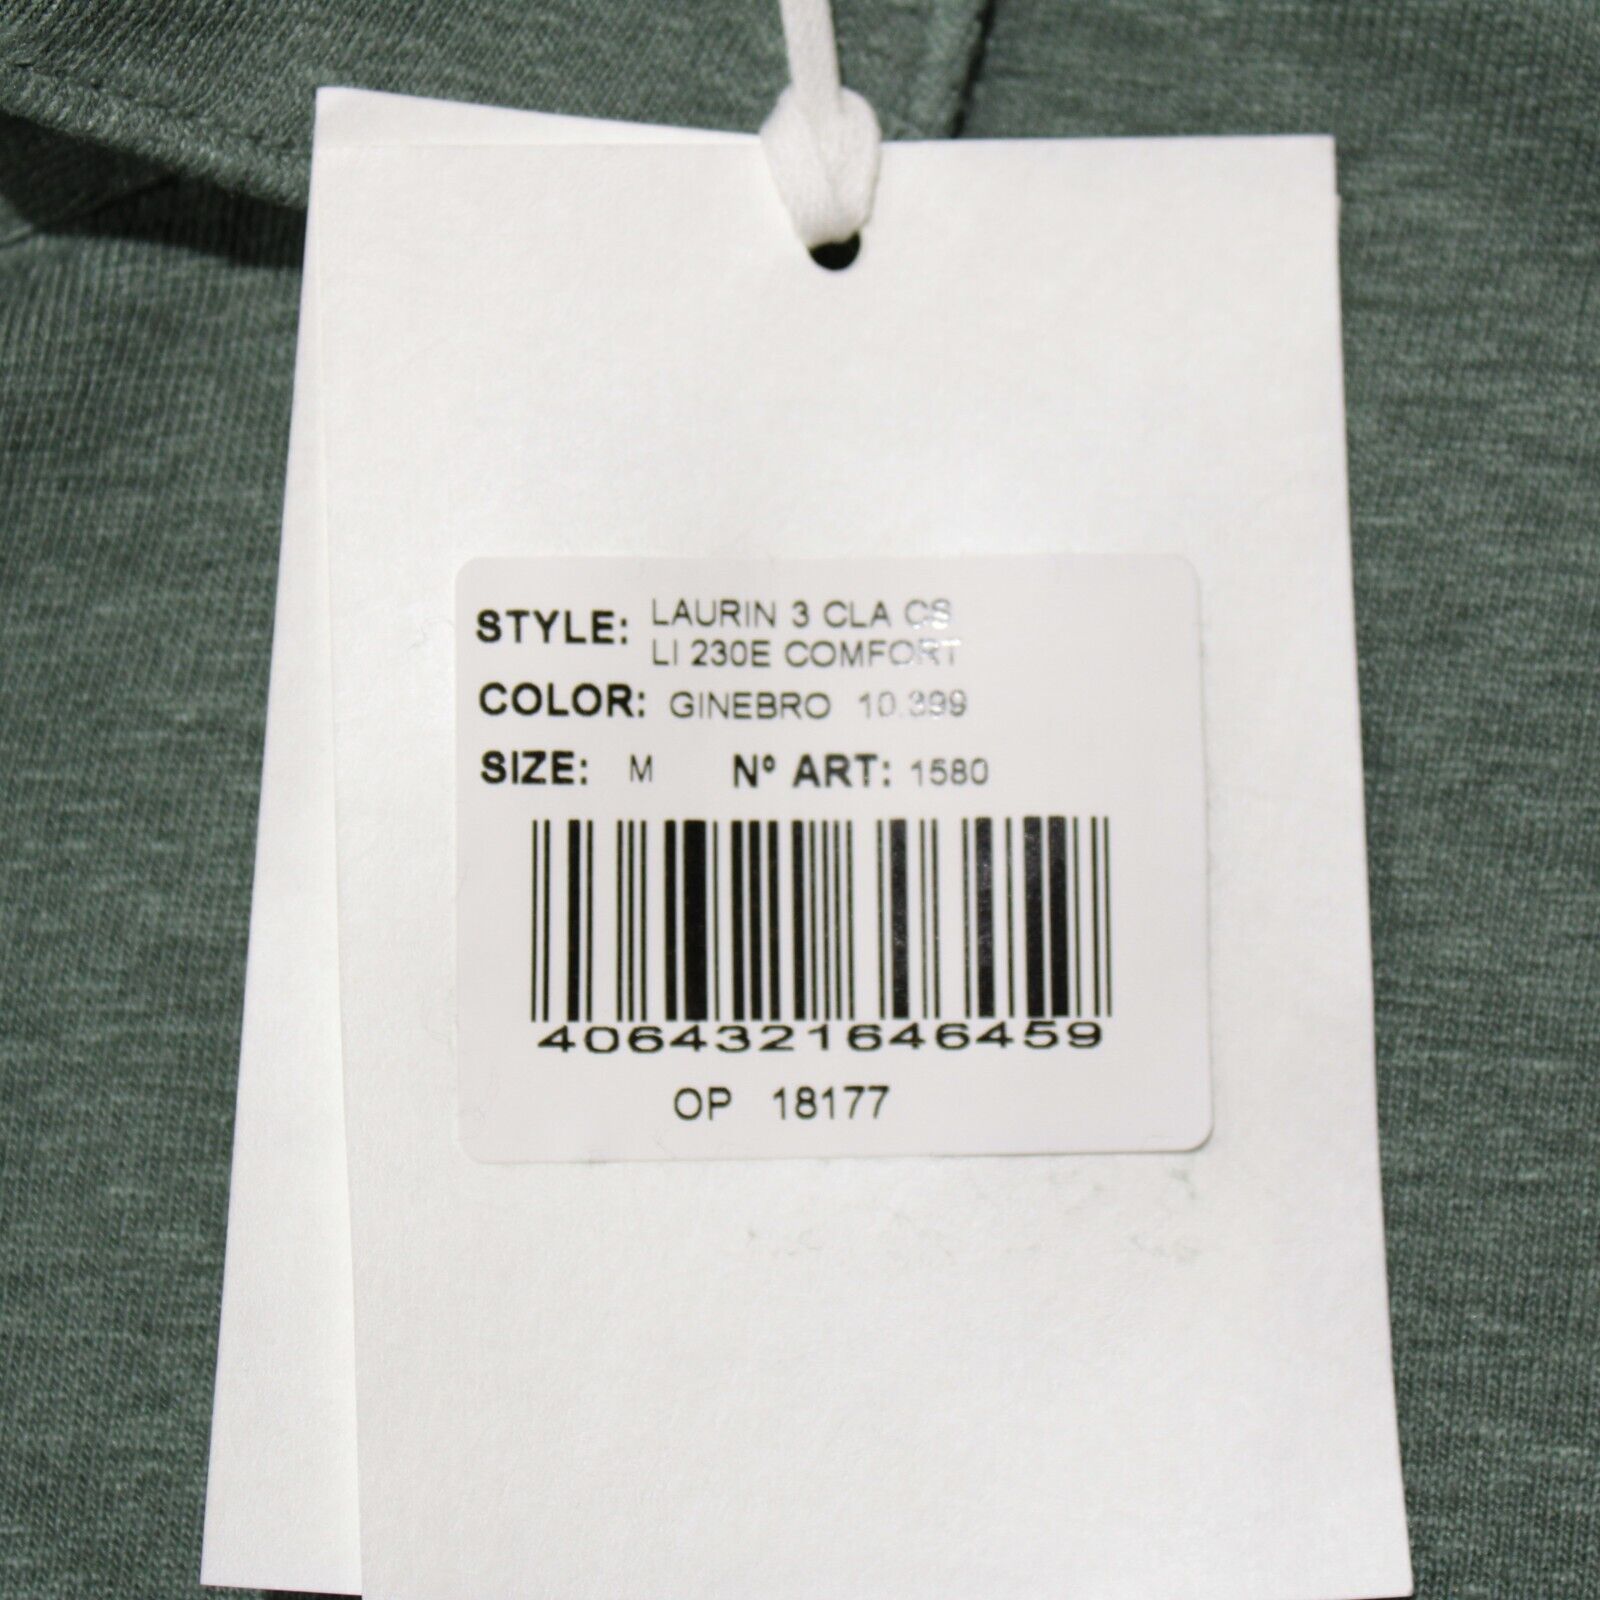 STYLE: LAURIN 3 CLA CS
LI 230E COMFORT
COLOR: GINEBRO 10.399
SIZE: M Nº ART: 1580
4064321646459
OP 18177